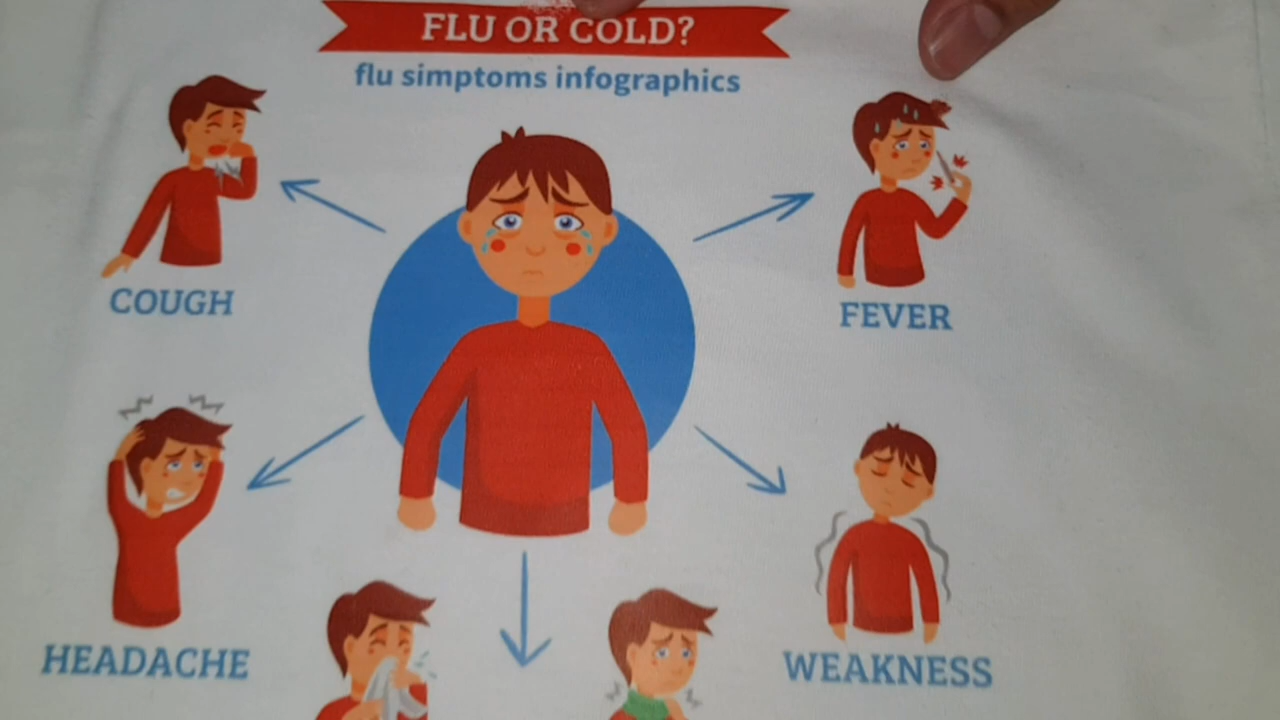 FLU OR COLD?
flu simptoms infographics
COUGH
FEVER
HEADACHE
WEAKNESS